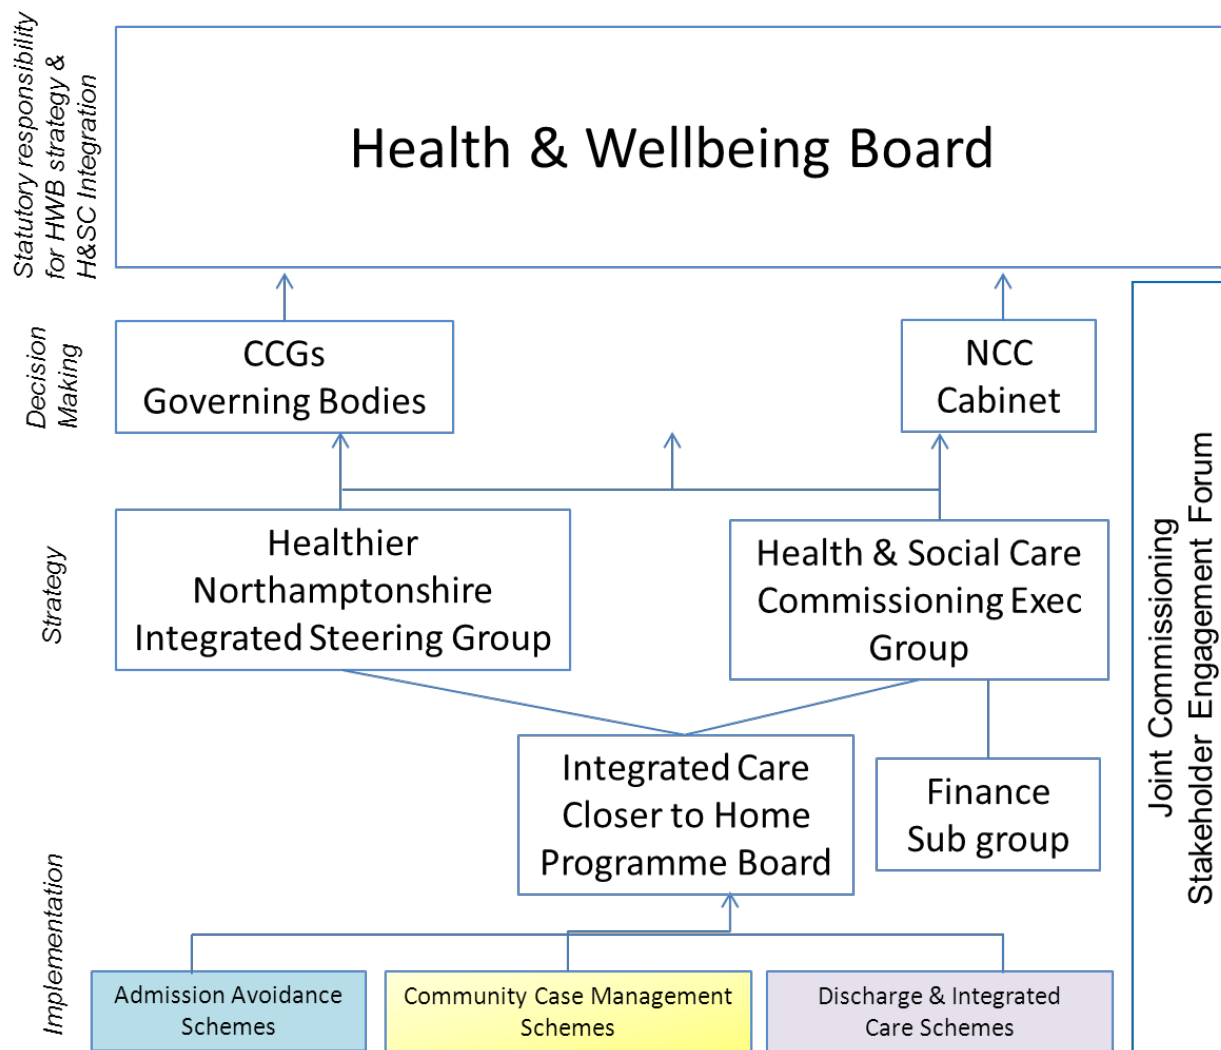 Statutory responsibility
for HWB strategy &
H&SC Integration
Health & Wellbeing Board
Decision
Making
CCGs
Governing Bodies
NCC
Cabinet
Strategy
Healthier
Northamptonshire
Integrated Steering Group
Health & Social Care
Commissioning Exec
Group
Joint Commissioning
Stakeholder Engagement Forum
Implementation
Integrated Care
Closer to Home
Programme Board
Finance
Sub group
Admission Avoidance
Schemes
Community Case Management
Schemes
Discharge & Integrated
Care Schemes